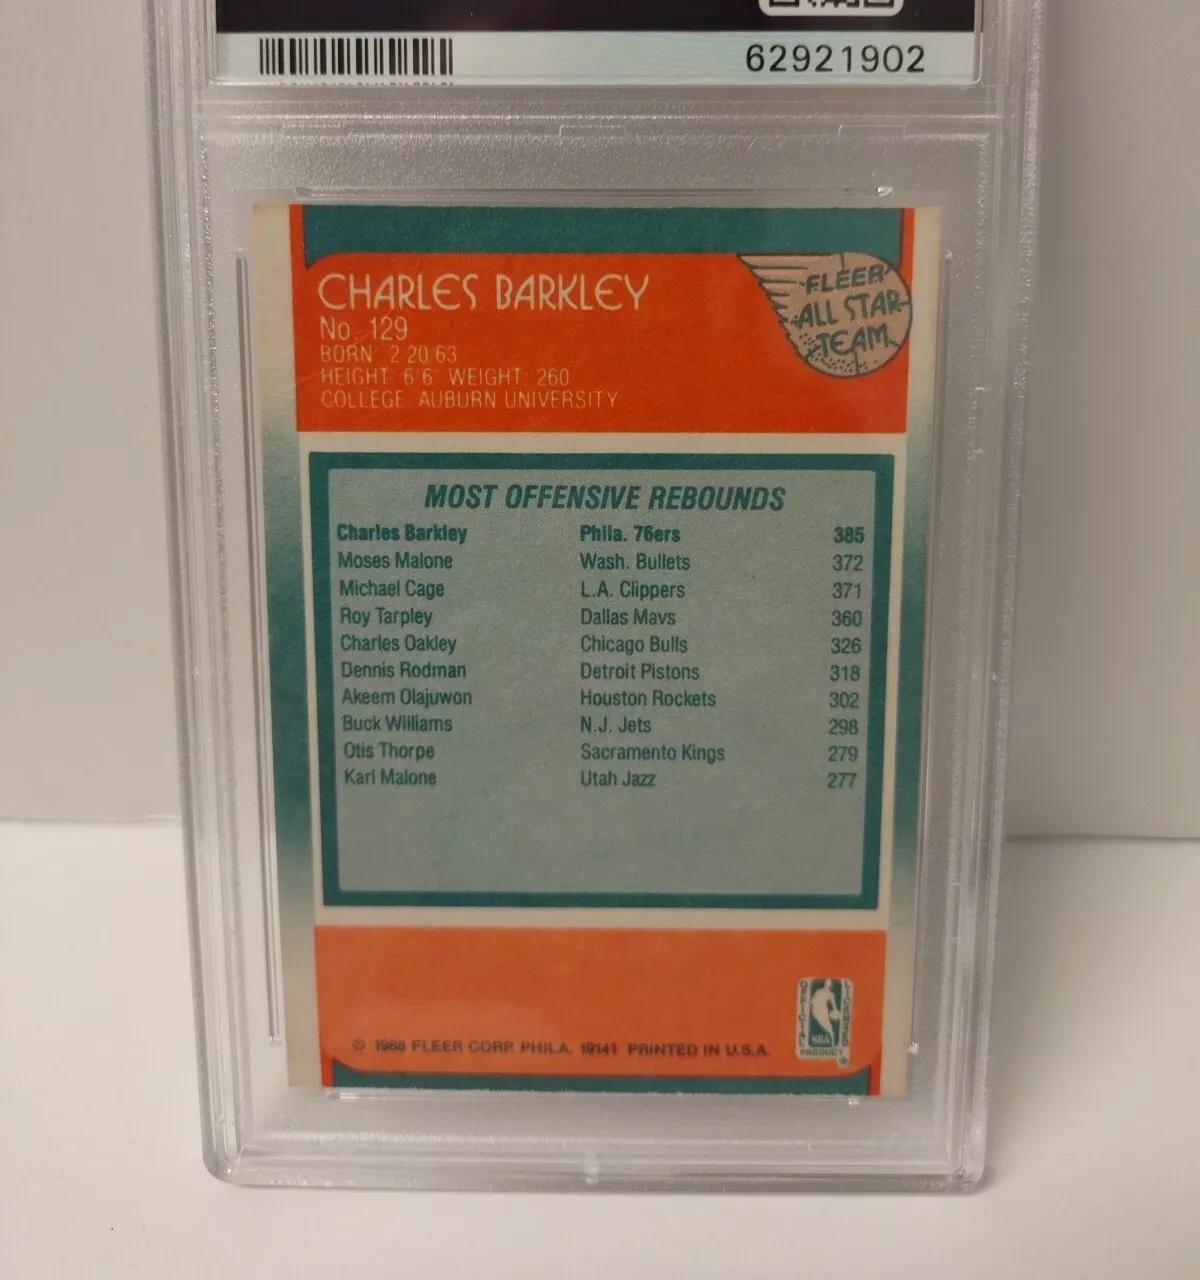 62921902
CHARLES BARKLEY
No. 129
BORN 2 20 63
HEIGHT 6'6" WEIGHT 260
COLLEGE AUBURN UNIVERSITY
FLEER
ALL STAR
TEAM
MOST OFFENSIVE REBOUNDS
Charles Barkley Phila. 76ers 385
Moses Malone Wash. Bullets 372
Michael Cage L.A. Clippers 371
Roy Tarpley Dallas Mavs 360
Charles Oakley Chicago Bulls 326
Dennis Rodman Detroit Pistons 318
Akeem Olajuwon Houston Rockets 302
Buck Williams N.J. Jets 298
Otis Thorpe Sacramento Kings 279
Karl Malone Utah Jazz 277
© 1988 FLEER CORP. PHILA. 19141 PRINTED IN U.S.A.
OFFICIAL
LICENSED
NBA
PRODUCT
®